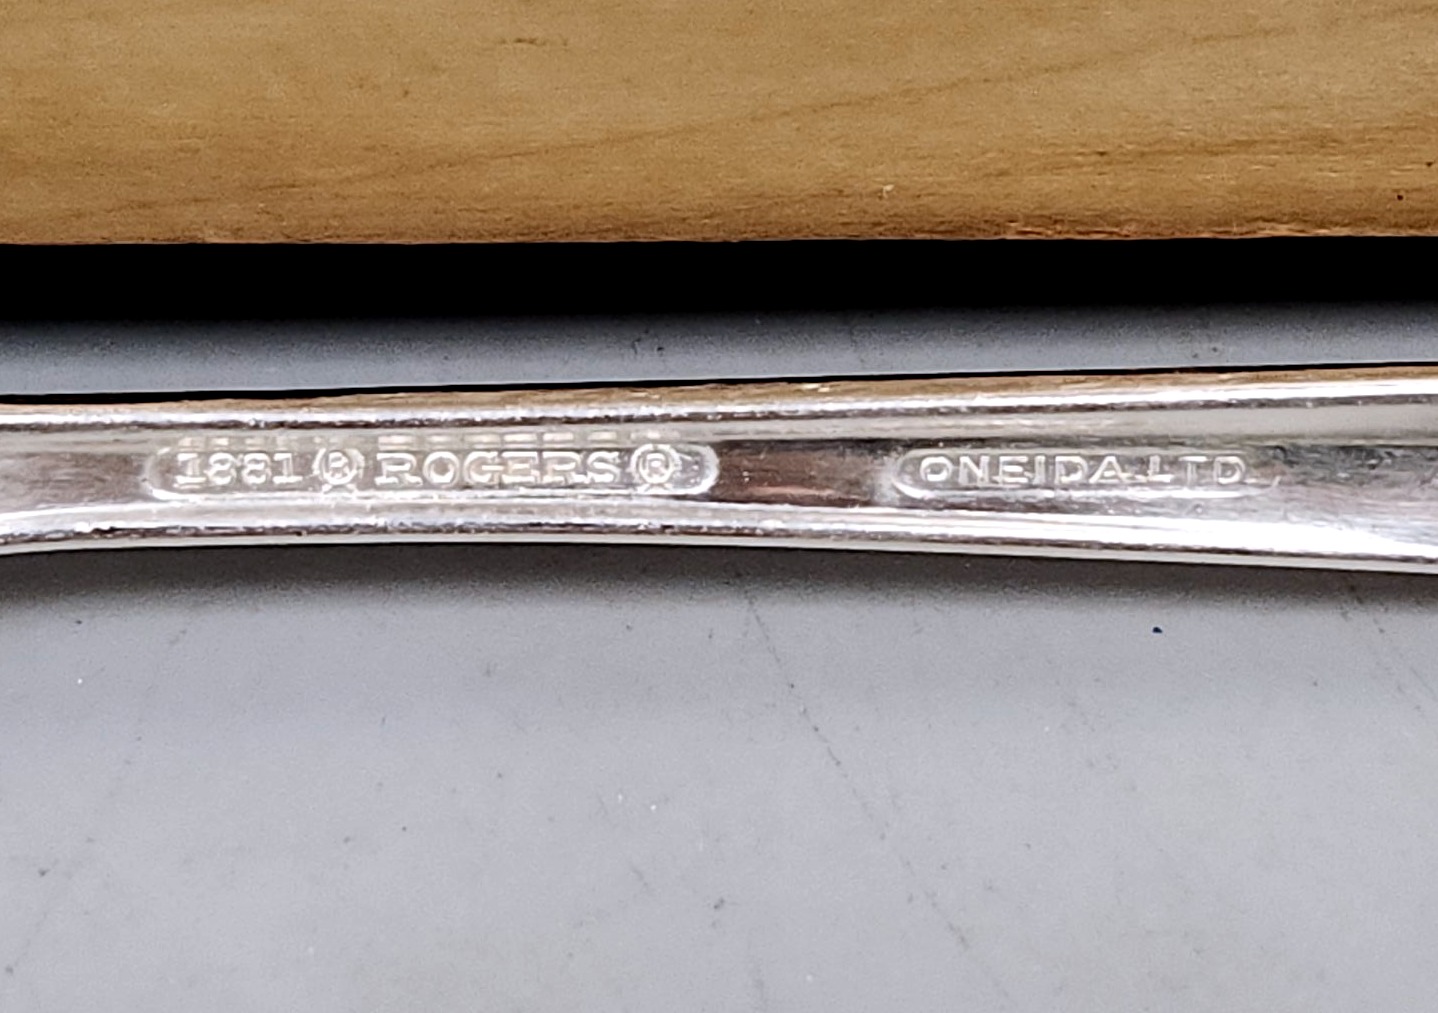 1881 ® ROGERS ® ONEIDA LTD.